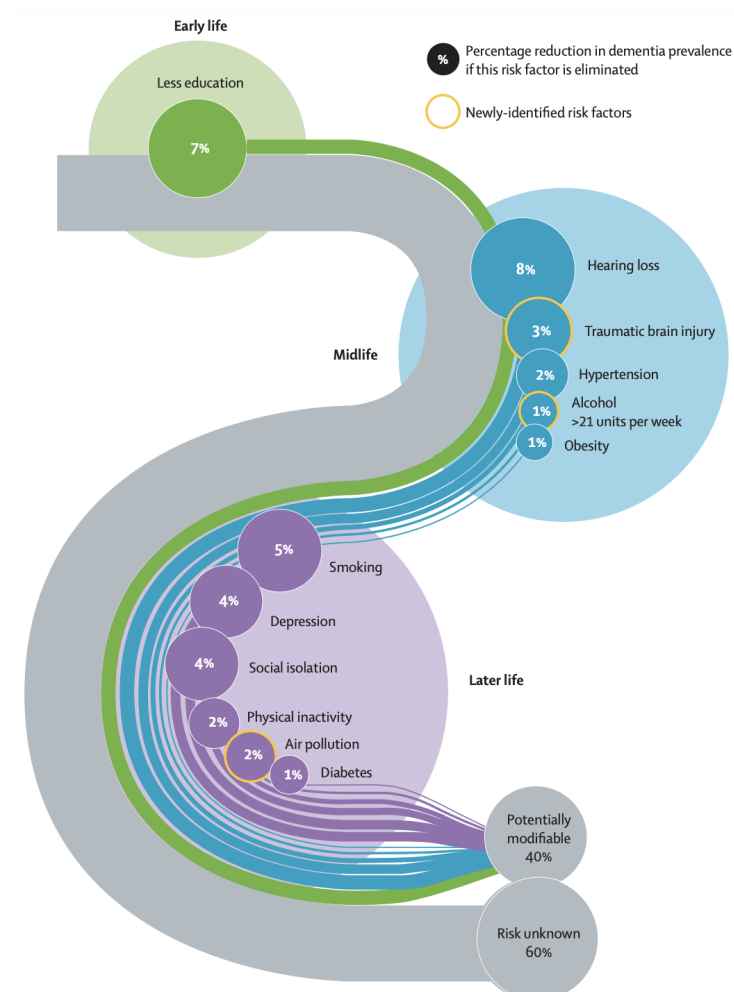 Early life
Less education
7%
% Percentage reduction in dementia prevalence
if this risk factor is eliminated
Newly-identified risk factors
Midlife
8% Hearing loss
3% Traumatic brain injury
2% Hypertension
1% Alcohol
>21 units per week
1% Obesity
Later life
5% Smoking
4% Depression
4% Social isolation
2% Physical inactivity
2% Air pollution
1% Diabetes
Potentially
modifiable
40%
Risk unknown
60%